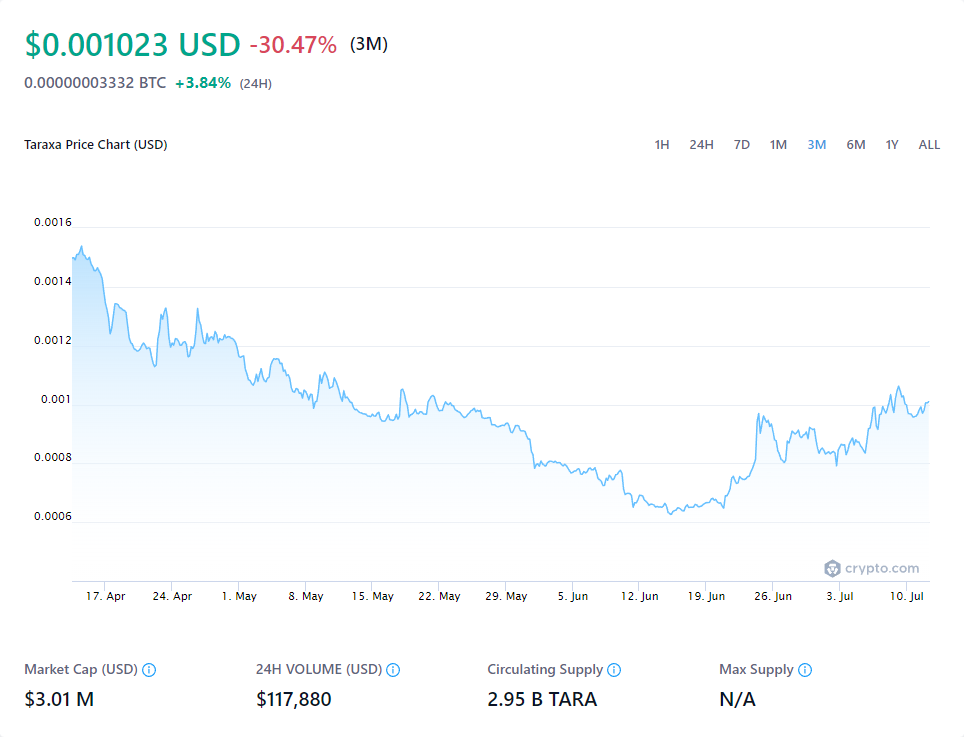 $0.001023 USD -30.47% (3M)
0.00000003332 BTC +3.84% (24H)
Taraxa Price Chart (USD) 1H 24H 7D 1M 3M 6M 1Y ALL
0.0016
0.0014
0.0012
0.001
0.0008
0.0006
crypto.com
17. Apr 24. Apr 1. May 8. May 15. May 22. May 29. May 5. Jun 12. Jun 19. Jun 26. Jun 3. Jul 10. Jul
Market Cap (USD) 24H VOLUME (USD) Circulating Supply Max Supply
$3.01 M $117,880 2.95 B TARA N/A